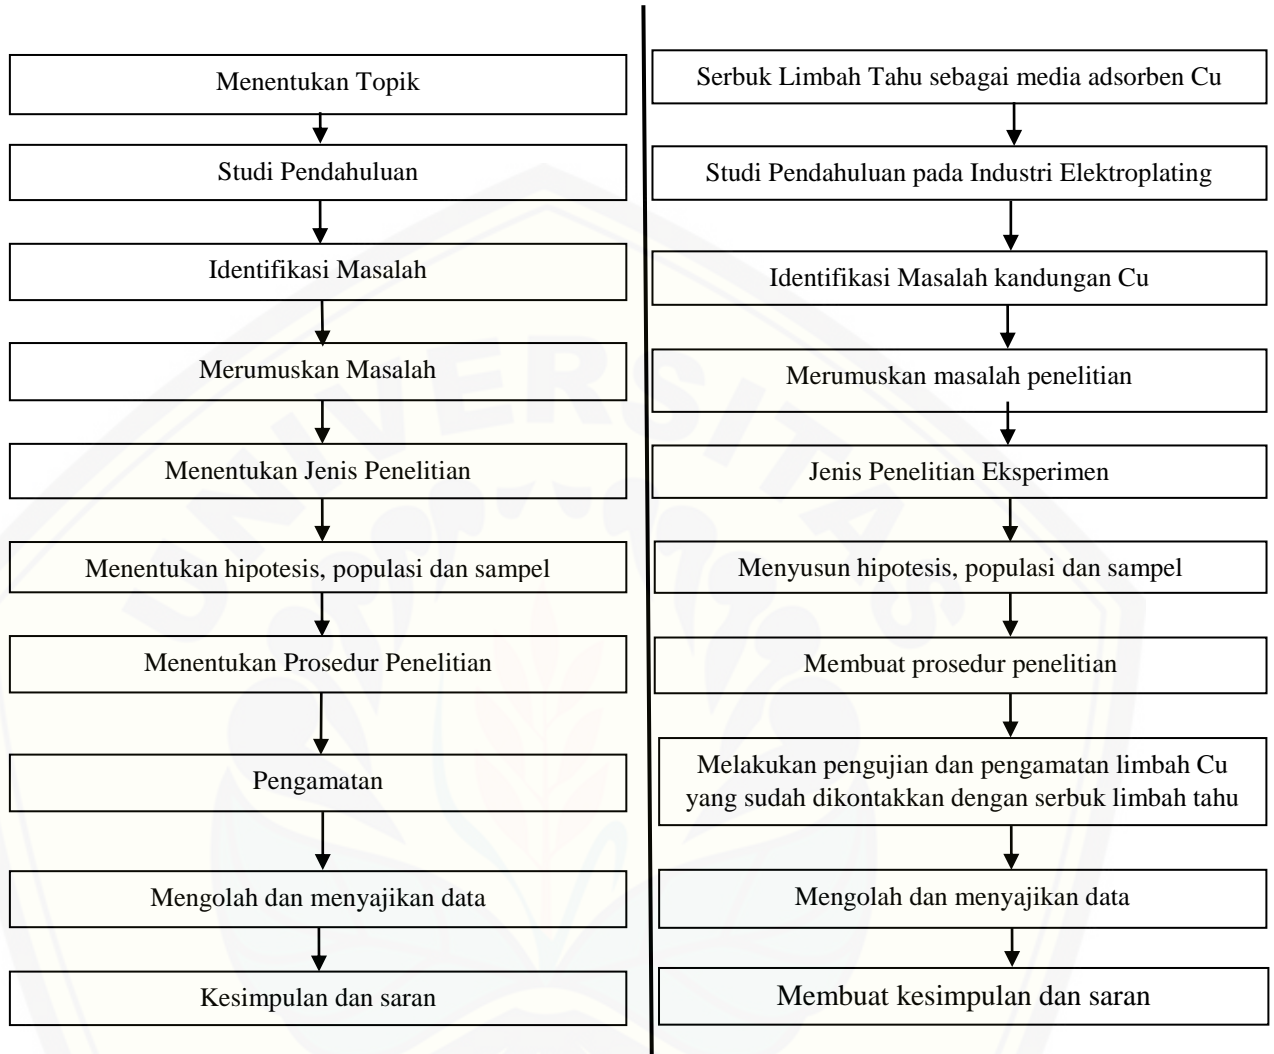 Menentukan Topik
Studi Pendahuluan
Identifikasi Masalah
Merumuskan Masalah
Menentukan Jenis Penelitian
Menentukan hipotesis, populasi dan sampel
Menentukan Prosedur Penelitian
Pengamatan
Mengolah dan menyajikan data
Kesimpulan dan saran
Serbuk Limbah Tahu sebagai media adsorben Cu
Studi Pendahuluan pada Industri Elektroplating
Identifikasi Masalah kandungan Cu
Merumuskan masalah penelitian
Jenis Penelitian Eksperimen
Menyusun hipotesis, populasi dan sampel
Membuat prosedur penelitian
Melakukan pengujian dan pengamatan limbah Cu
yang sudah dikontakkan dengan serbuk limbah tahu
Mengolah dan menyajikan data
Membuat kesimpulan dan saran
UNIVERSITAS